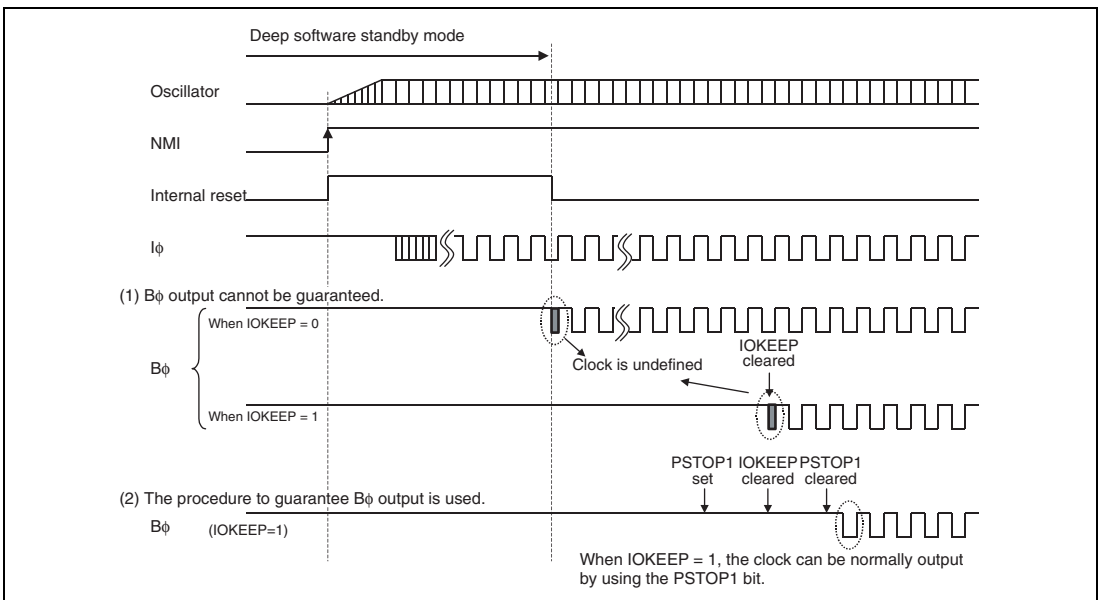 Deep software standby mode
Oscillator
NMI
Internal reset
Iϕ
(1) Bϕ output cannot be guaranteed.
When IOKEEP = 0
IOKEEP
cleared
Clock is undefined
Bϕ
When IOKEEP = 1
PSTOP1 IOKEEP PSTOP1
set cleared cleared
(2) The procedure to guarantee Bϕ output is used.
Bϕ (IOKEEP=1)
When IOKEEP = 1, the clock can be normally output
by using the PSTOP1 bit.